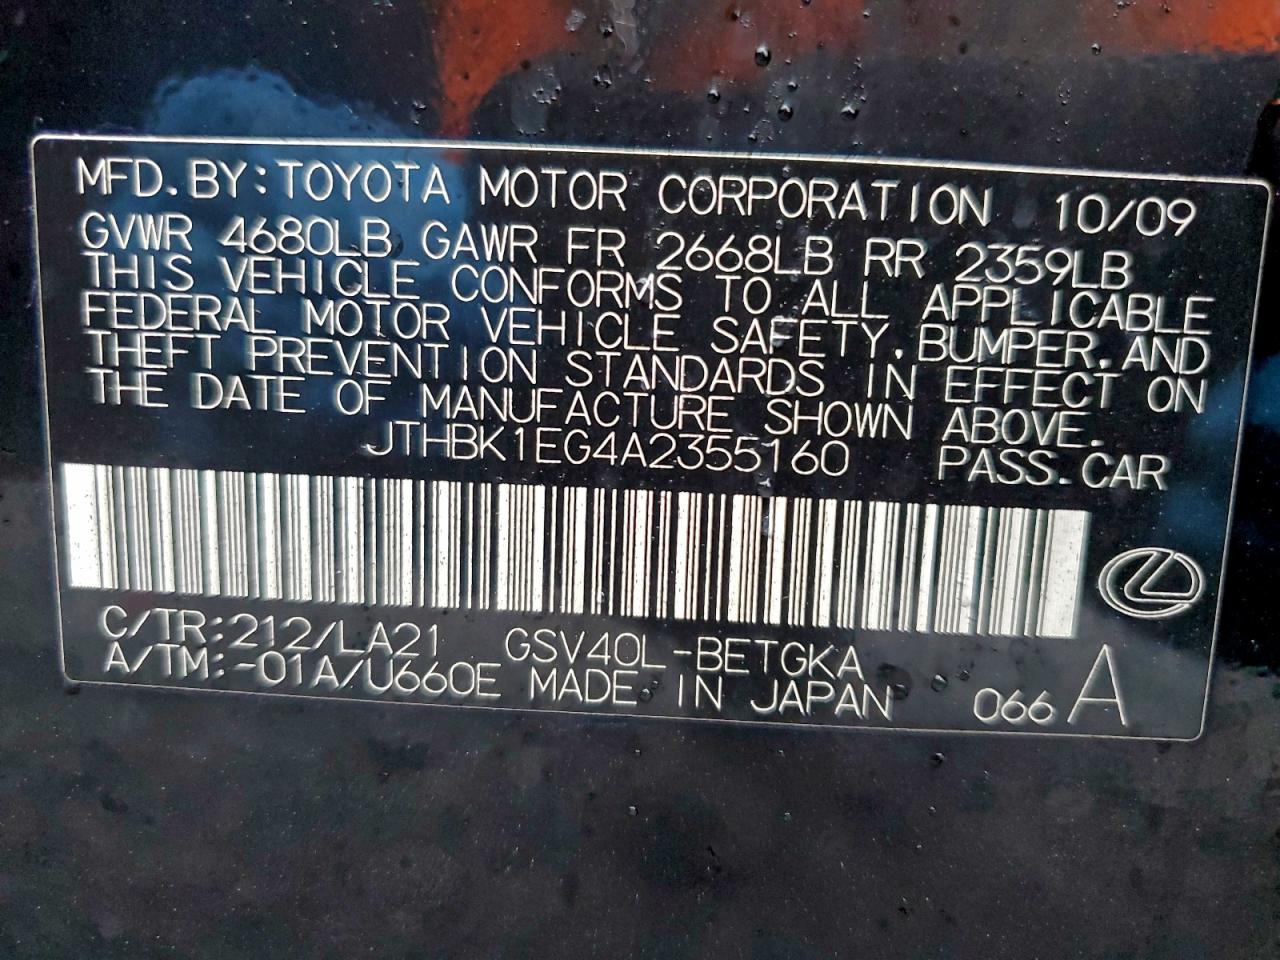 MFD. BY: TOYOTA MOTOR CORPORATION 10/09
GVWR 4680LB GAWR FR 2668LB RR 2359LB
THIS VEHICLE CONFORMS TO ALL APPLICABLE
FEDERAL MOTOR VEHICLE SAFETY, BUMPER, AND
THEFT PREVENTION STANDARDS IN EFFECT ON
THE DATE OF MANUFACTURE SHOWN ABOVE.
JTHBK1EG4A2355160 PASS. CAR
C/TR:212/LA21 GSV40L-BETGKA
A/TM:-01A/U660E MADE IN JAPAN 066 A